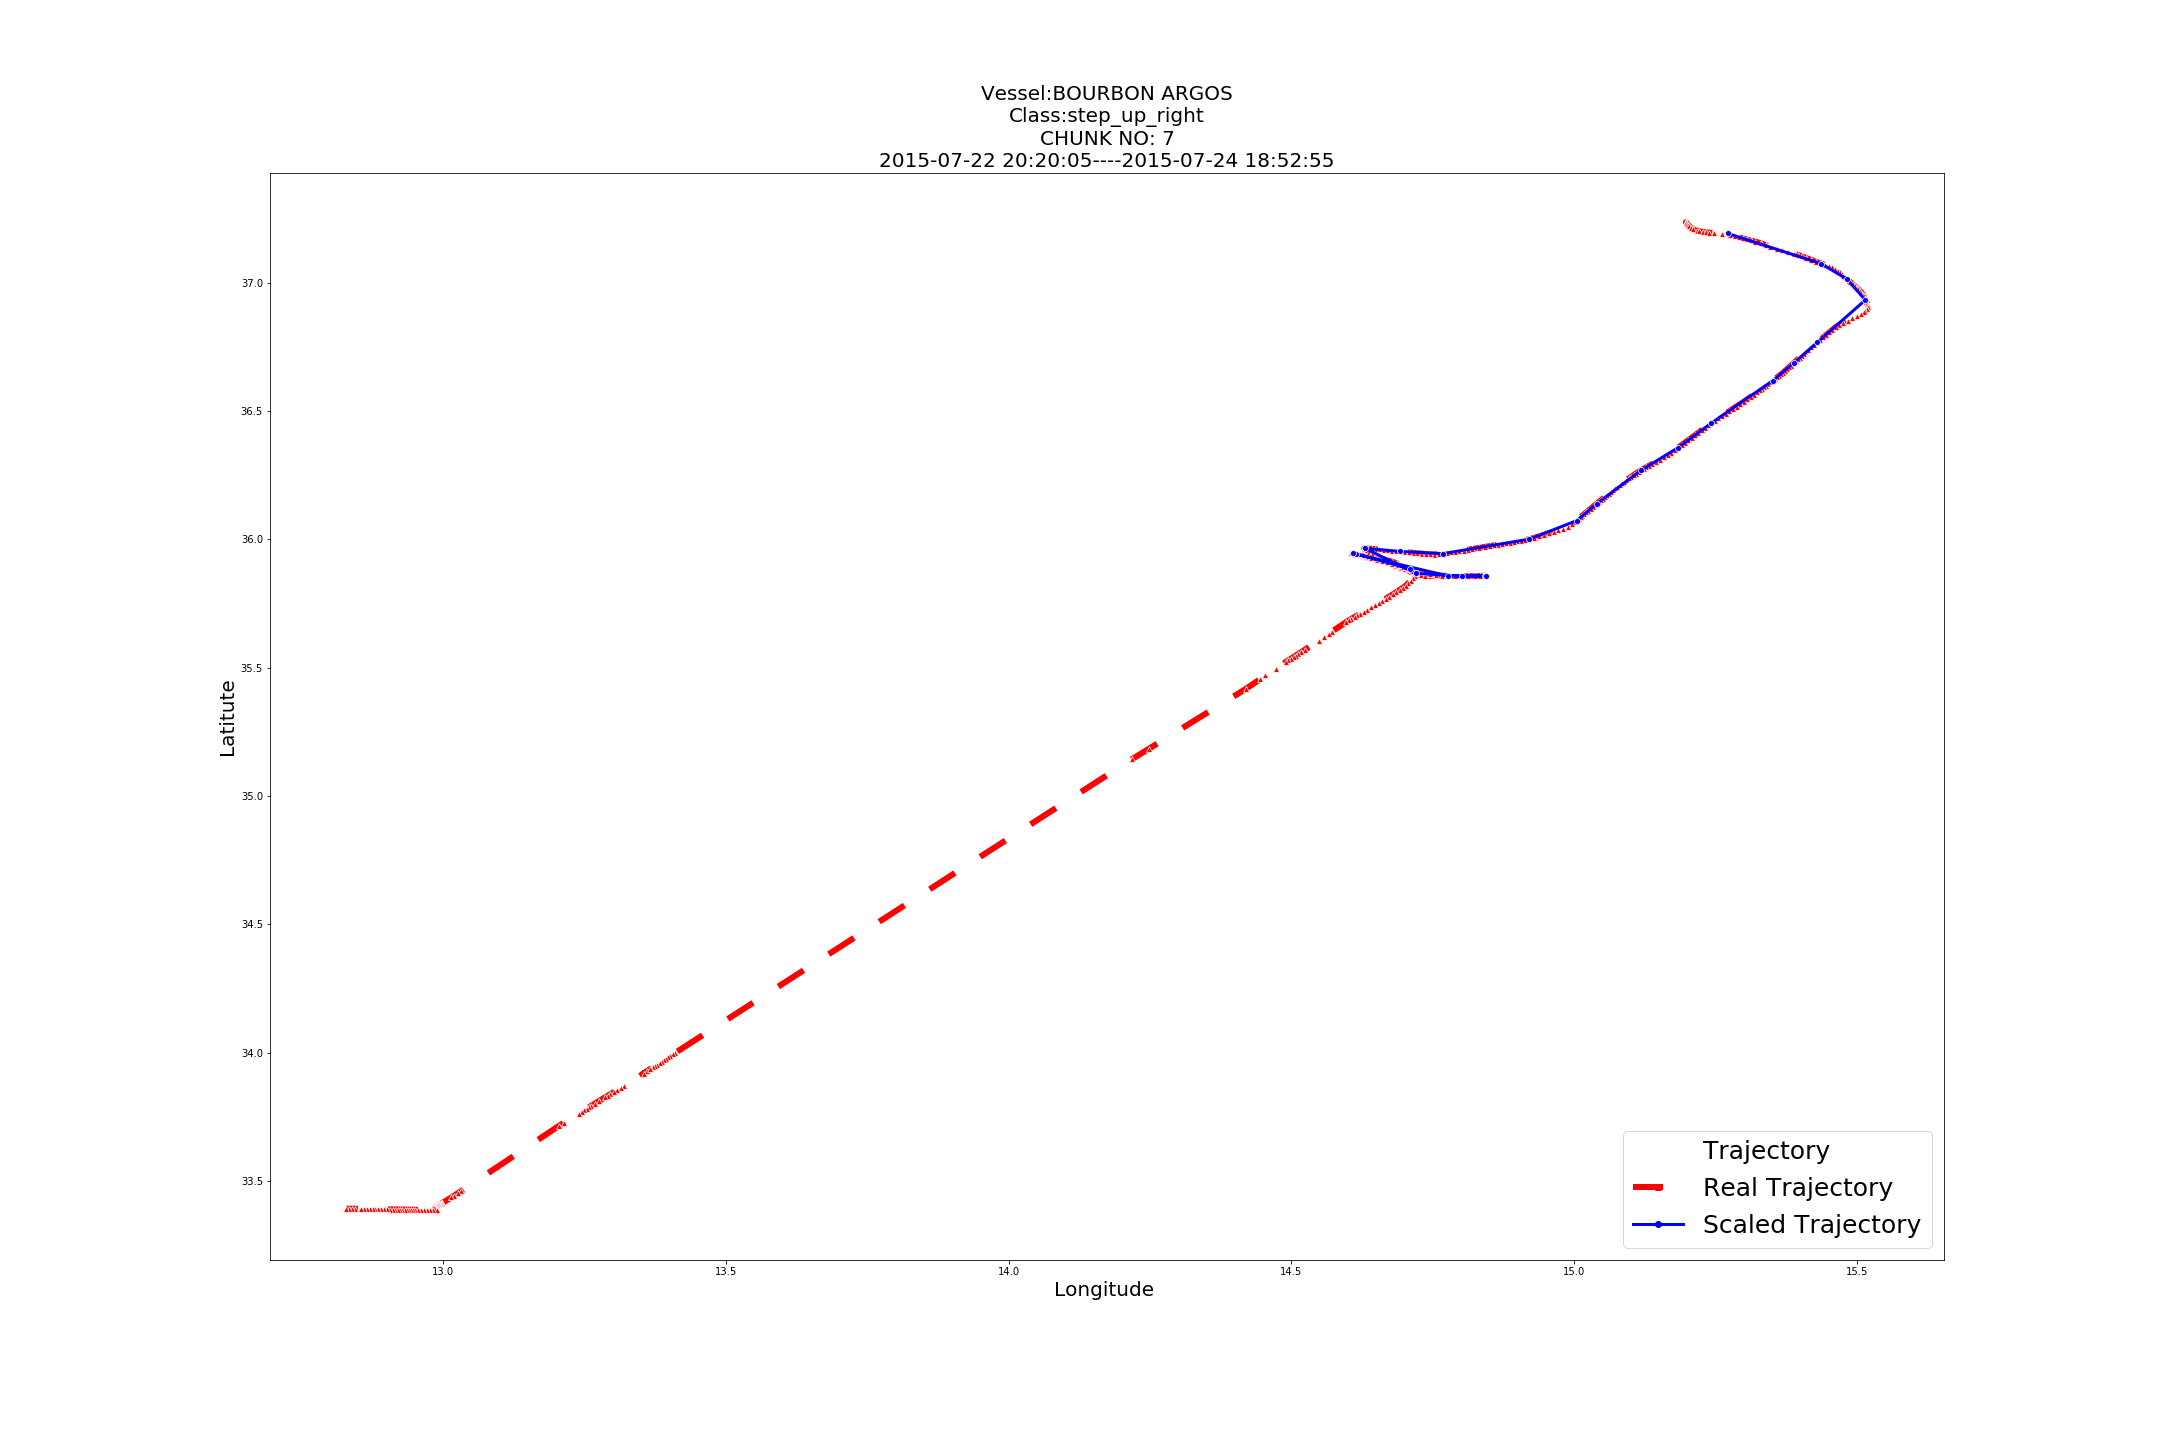 Vessel:BOURBON ARGOS
Class:step_up_right
CHUNK NO: 7
2015-07-22 20:20:05----2015-07-24 18:52:55
Latitute
37.0
36.5
36.0
35.5
35.0
34.5
34.0
33.5
13.0
13.5
14.0
14.5
15.0
15.5
Longitude
Trajectory
Real Trajectory
Scaled Trajectory